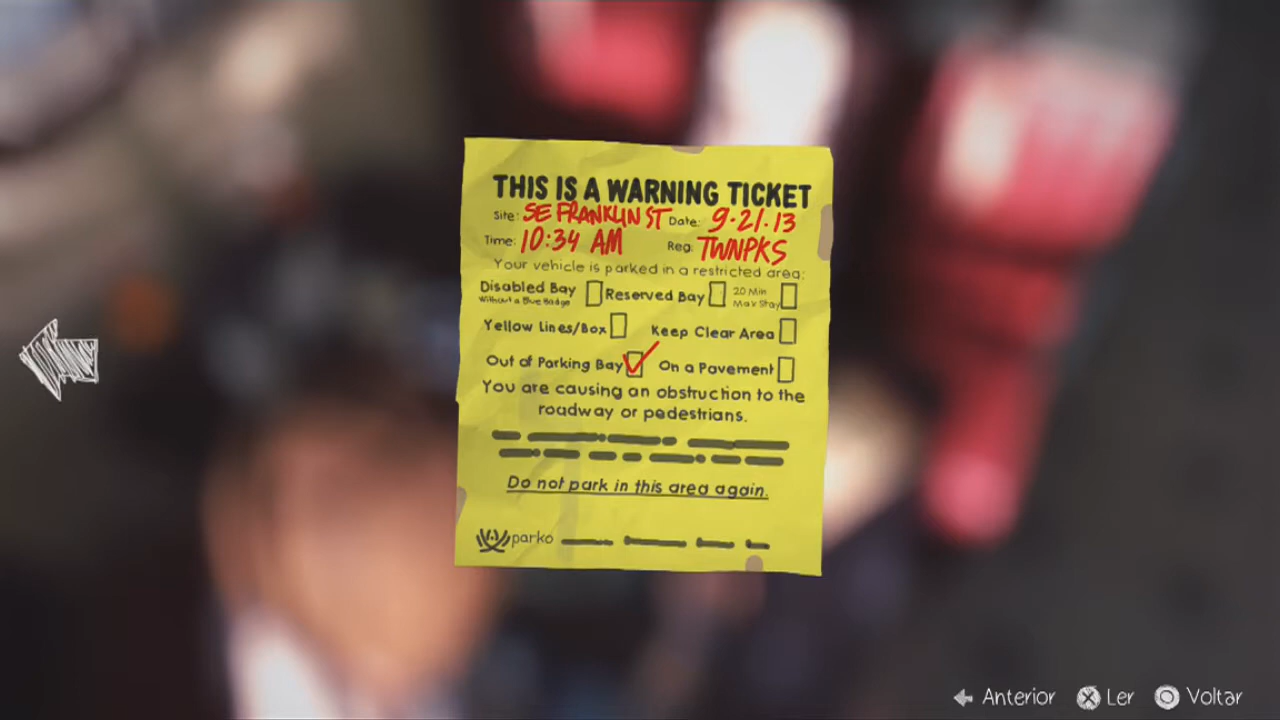 THIS IS A WARNING TICKET
Site: SE FRANKLIN ST Date: 9·21·13
Time: 10:34 AM Reg: TWNPKS
Your vehicle is parked in a restricted area:
Disabled Bay Reserved Bay 20 Min
Without a Blue Badge Max Stay
Yellow Lines/Box Keep Clear Area
Out of Parking Bay On a Pavement
You are causing an obstruction to the
roadway or pedestrians.
Do not park in this area again.
parko
Anterior Ler Voltar